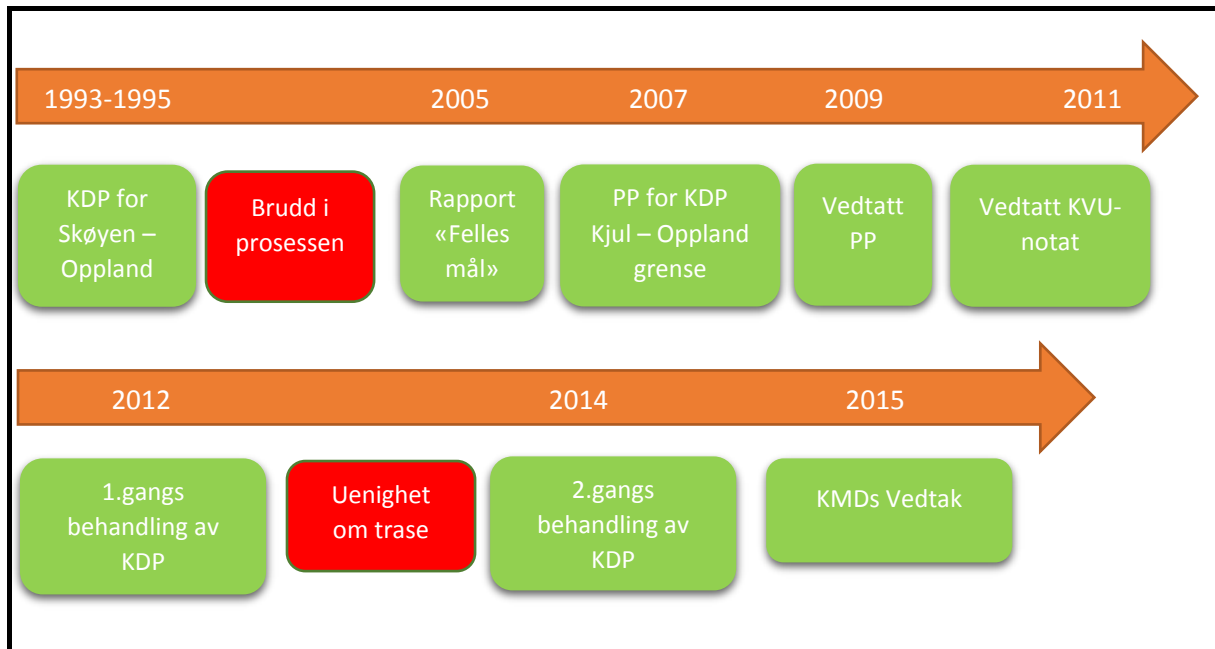 1993-1995 2005 2007 2009 2011
KDP for
Skøyen –
Oppland
Brudd i
prosessen
Rapport
«Felles
mål»
PP for KDP
Kjul – Oppland
grense
Vedtatt
PP
Vedtatt KVU-
notat
2012 2014 2015
1.gangs
behandling av
KDP
Uenighet
om trase
2.gangs
behandling av
KDP
KMDs Vedtak